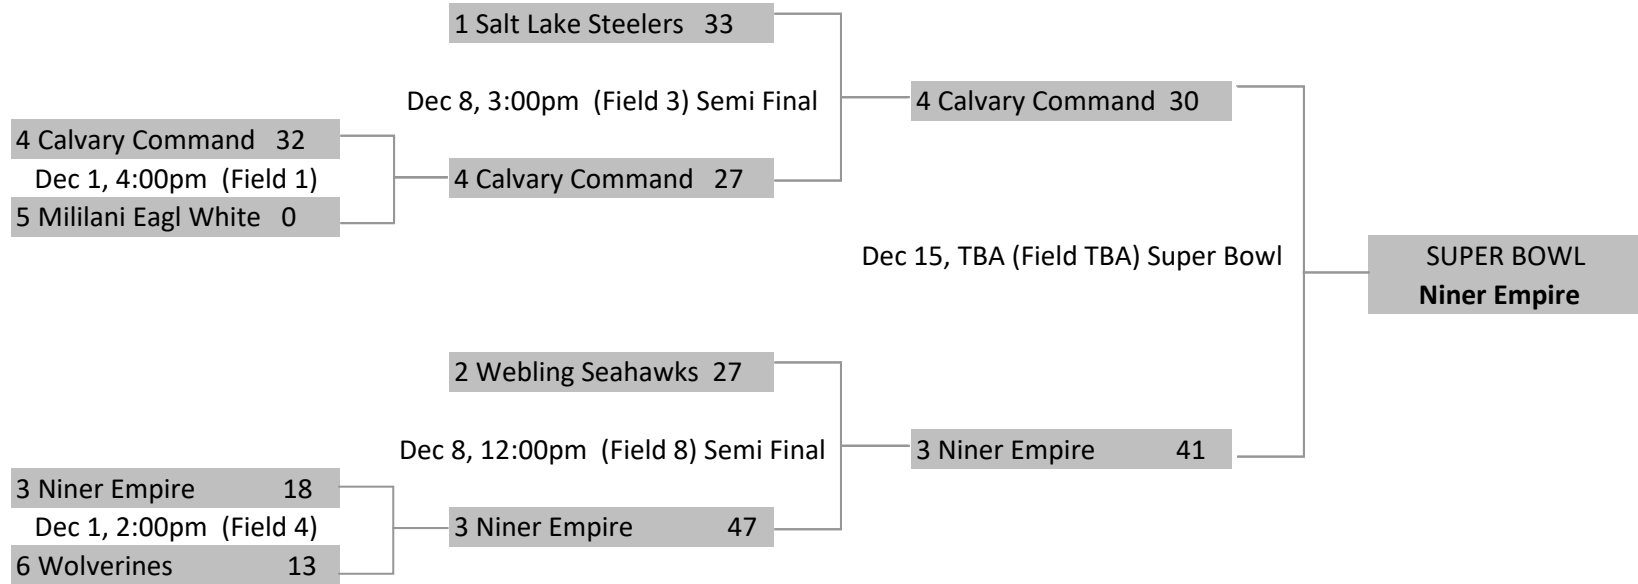 1 Salt Lake Steelers 33
Dec 8, 3:00pm (Field 3) Semi Final
4 Calvary Command 30
4 Calvary Command 32
Dec 1, 4:00pm (Field 1)
4 Calvary Command 27
5 Mililani Eagl White 0
Dec 15, TBA (Field TBA) Super Bowl
SUPER BOWL
Niner Empire
2 Webling Seahawks 27
Dec 8, 12:00pm (Field 8) Semi Final
3 Niner Empire 41
3 Niner Empire 18
Dec 1, 2:00pm (Field 4)
3 Niner Empire 47
6 Wolverines 13